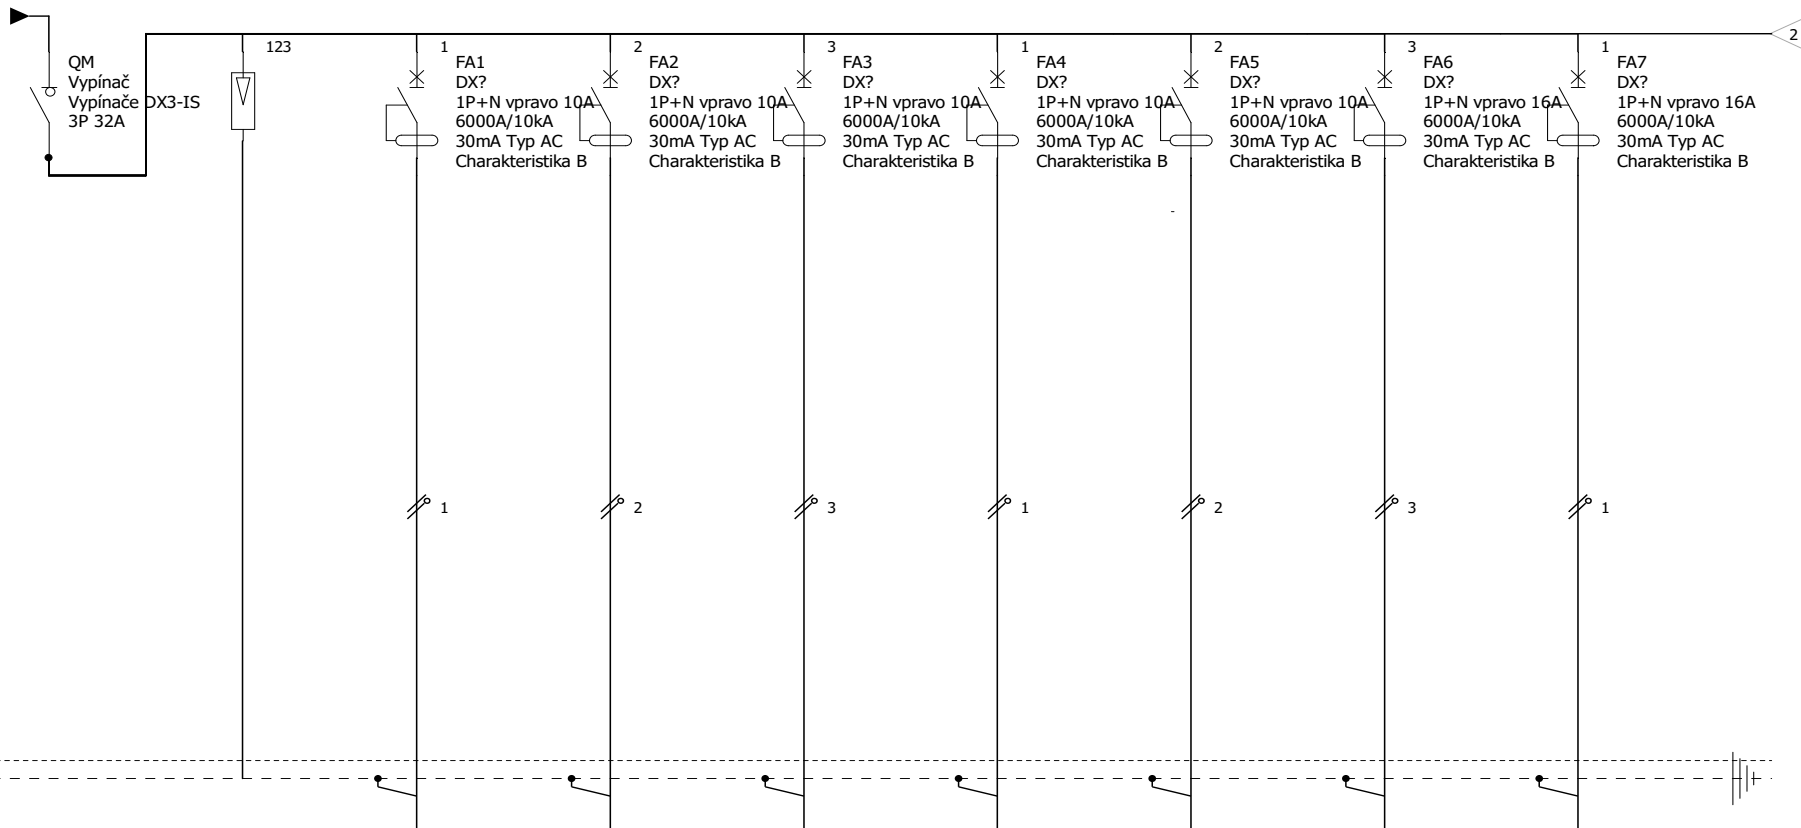 123
1
2
3
1
2
3
1
2
QM
Vypínač
Vypínače DX3-IS
3P 32A
FA1
DX?
1P+N vpravo 10A
6000A/10kA
30mA Typ AC
Charakteristika B
FA2
DX?
1P+N vpravo 10A
6000A/10kA
30mA Typ AC
Charakteristika B
FA3
DX?
1P+N vpravo 10A
6000A/10kA
30mA Typ AC
Charakteristika B
FA4
DX?
1P+N vpravo 10A
6000A/10kA
30mA Typ AC
Charakteristika B
FA5
DX?
1P+N vpravo 10A
6000A/10kA
30mA Typ AC
Charakteristika B
FA6
DX?
1P+N vpravo 16A
6000A/10kA
30mA Typ AC
Charakteristika B
FA7
DX?
1P+N vpravo 16A
6000A/10kA
30mA Typ AC
Charakteristika B
-
1
2
3
1
2
3
1